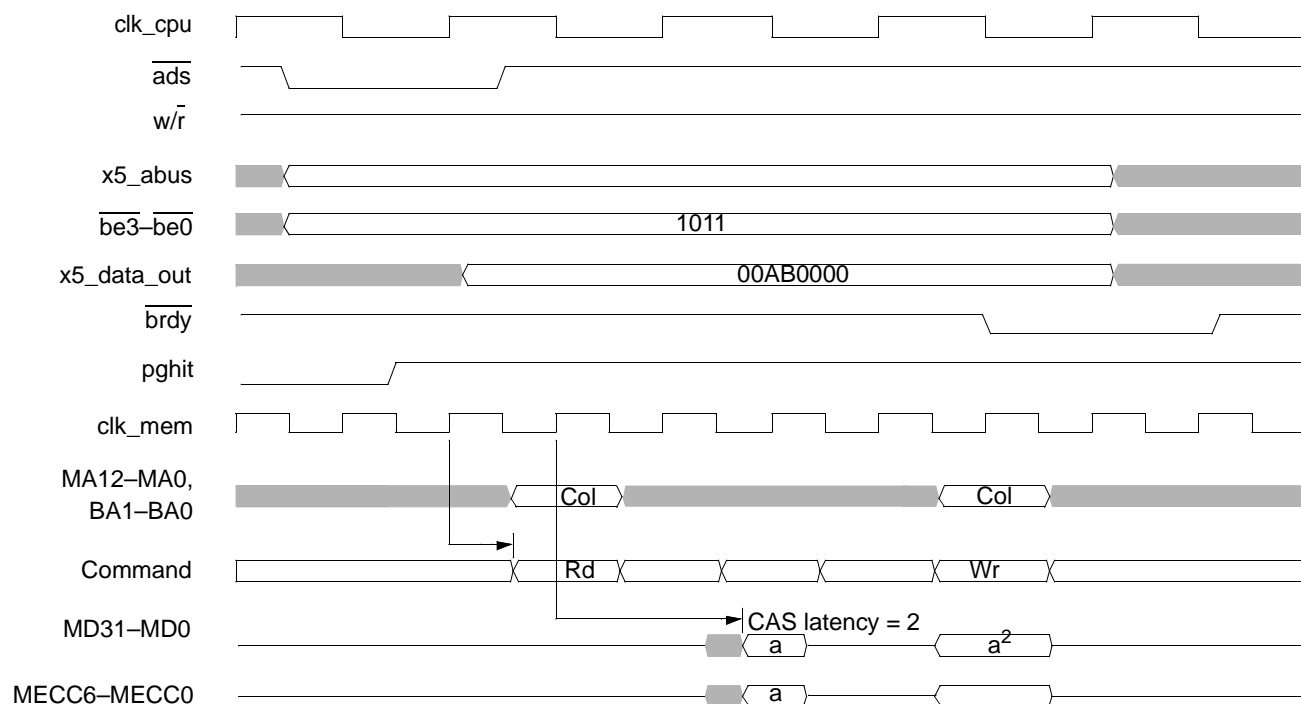 clk_cpu
ads
w/r
x5_abus
be3–be0
1011
x5_data_out
00AB0000
brdy
pghit
clk_mem
MA12–MA0,
BA1–BA0
Col
Col
Command
Rd
Wr
CAS latency = 2
MD31–MD0
a
a²
MECC6–MECC0
a